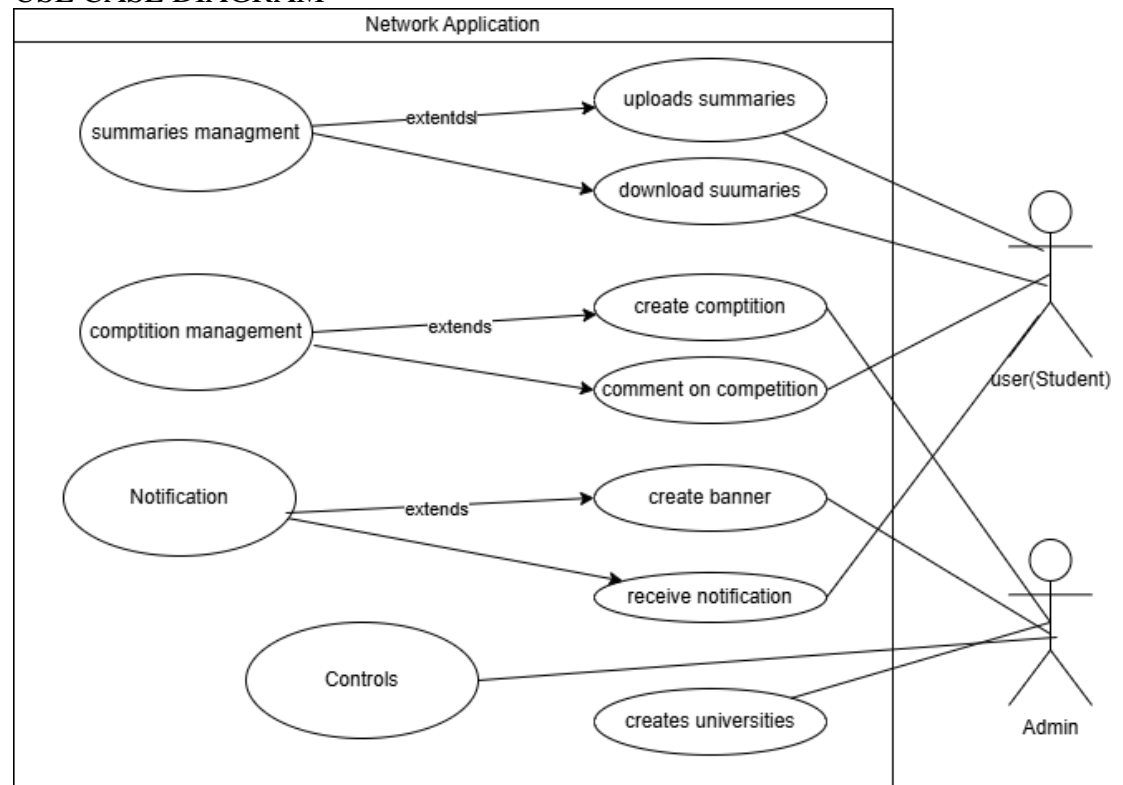 USE CASE DIAGRAM
Network Application
uploads summaries
extentdsl
summaries managment
download suumaries
create comptition
extends
comptition management
comment on competition
user(Student)
Notification
create banner
extends
receive notification
Controls
creates universities
Admin